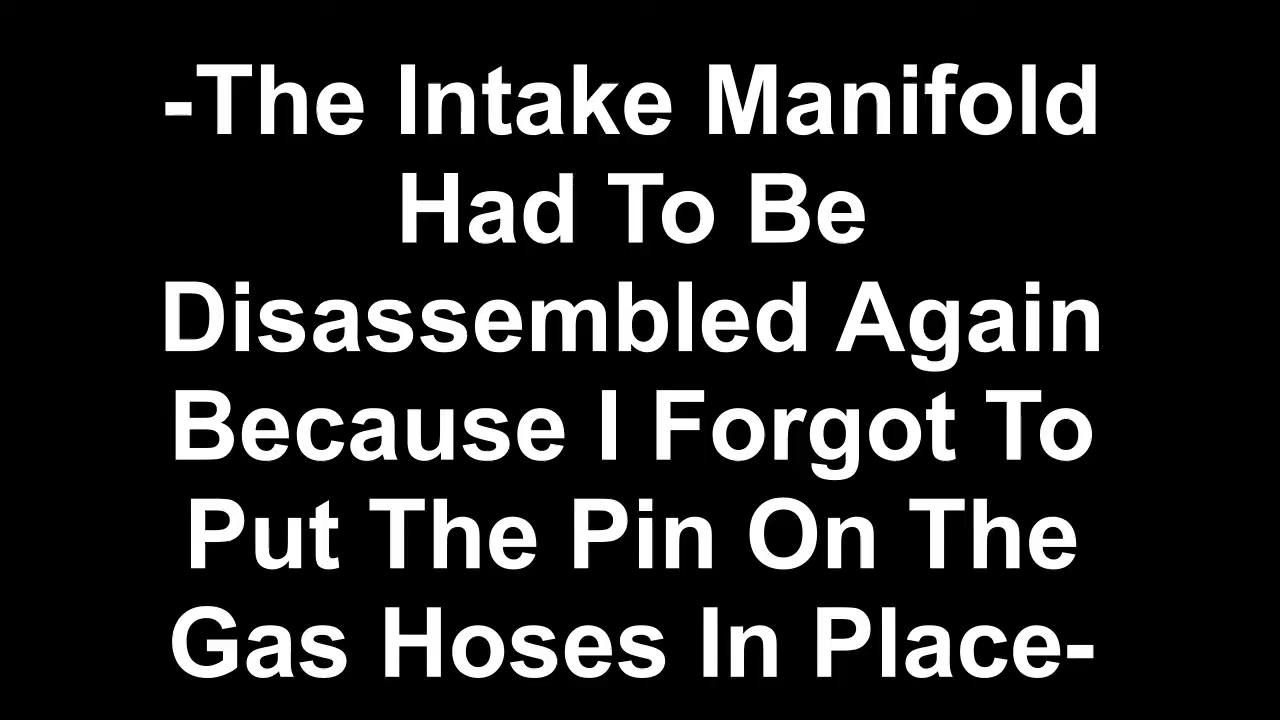 -The Intake Manifold
Had To Be
Disassembled Again
Because I Forgot To
Put The Pin On The
Gas Hoses In Place-